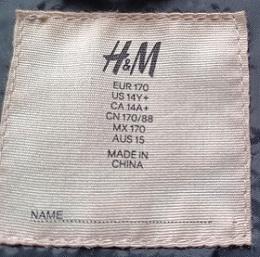 H&M
EUR 170
US 14Y+
CA 14A+
CN 170/88
MX 170
AUS 15
MADE IN
CHINA
NAME